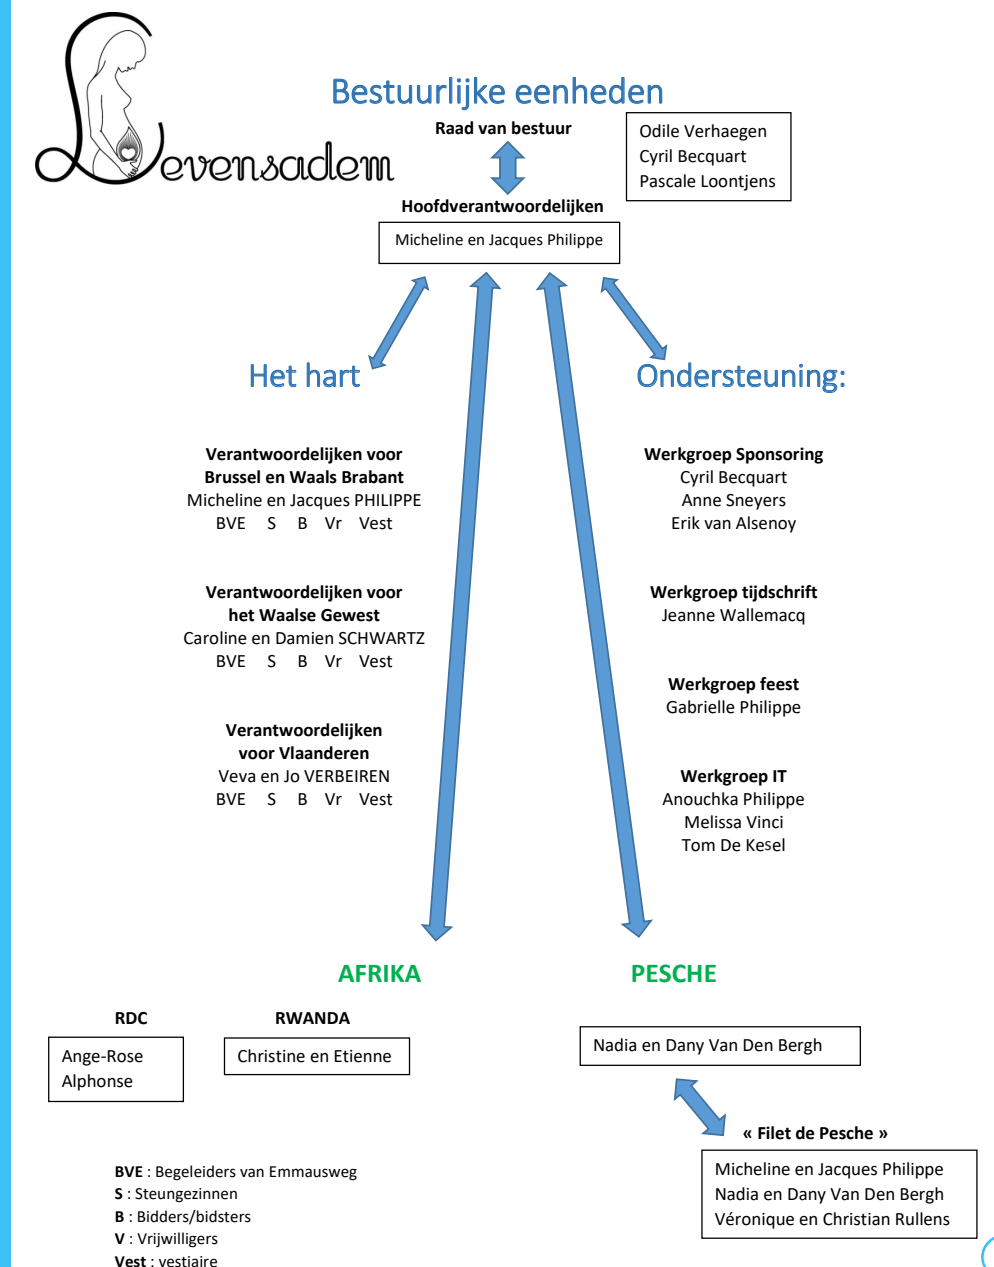 Levensadem
Bestuurlijke eenheden
Raad van bestuur
Odile Verhaegen
Cyril Becquart
Pascale Loontjens
Hoofdverantwoordelijken
Micheline en Jacques Philippe
Het hart
Verantwoordelijken voor
Brussel en Waals Brabant
Micheline en Jacques PHILIPPE
BVE S B Vr Vest
Verantwoordelijken voor
het Waalse Gewest
Caroline en Damien SCHWARTZ
BVE S B Vr Vest
Verantwoordelijken
voor Vlaanderen
Veva en Jo VERBEIREN
BVE S B Vr Vest
Ondersteuning:
Werkgroep Sponsoring
Cyril Becquart
Anne Sneyers
Erik van Alsenoy
Werkgroep tijdschrift
Jeanne Wallemacq
Werkgroep feest
Gabrielle Philippe
Werkgroep IT
Anouchka Philippe
Melissa Vinci
Tom De Kesel
AFRIKA
RDC
Ange-Rose
Alphonse
RWANDA
Christine en Etienne
PESCHE
Nadia en Dany Van Den Bergh
« Filet de Pesche »
Micheline en Jacques Philippe
Nadia en Dany Van Den Bergh
Véronique en Christian Rullens
BVE : Begeleiders van Emmausweg
S : Steungezinnen
B : Bidders/bidsters
V : Vrijwilligers
Vest : vestiaire